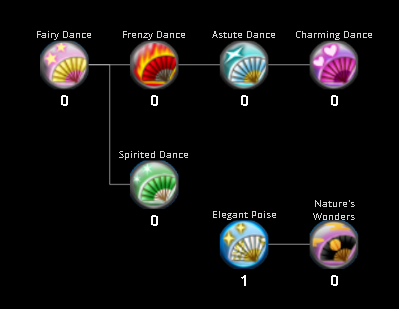 Fairy Dance Frenzy Dance Astute Dance Charming Dance
0 0 0 0
Spirited Dance
0
Elegant Poise Nature's
Wonders
1 0